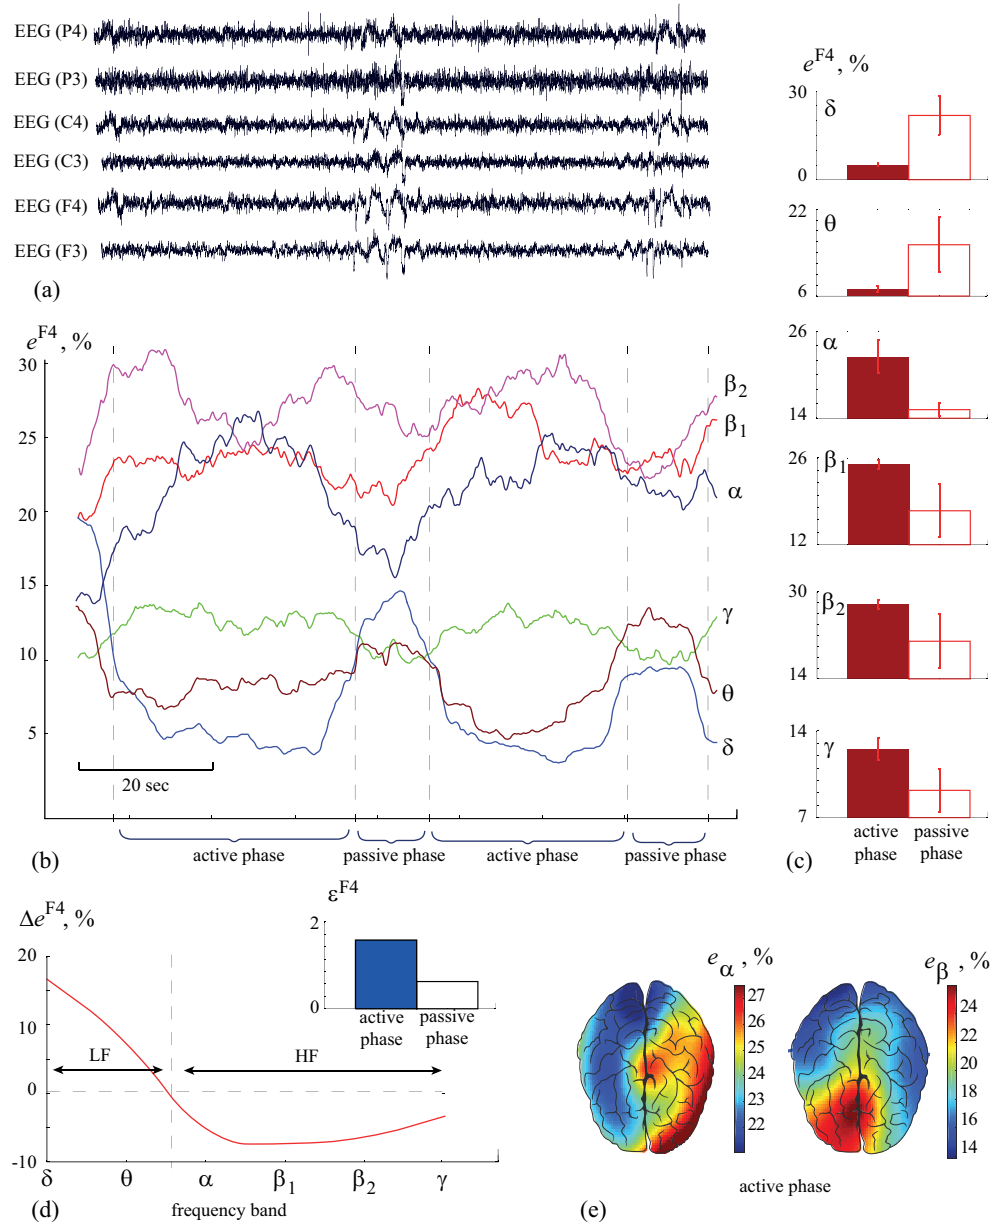 EEG (P4)
EEG (P3)
EEG (C4)
EEG (C3)
EEG (F4)
EEG (F3)
(a)
e^F4, %
30
25
20
15
10
5
β2
β1
α
γ
θ
δ
20 sec
active phase
passive phase
active phase
passive phase
(b)
e^F4, %
30
δ
0
22
θ
6
26
α
14
26
β1
12
30
β2
14
14
γ
7
active phase
passive phase
(c)
Δe^F4, %
20
10
0
-10
LF
HF
δ
θ
α
β1
β2
γ
frequency band
(d)
ε^F4
2
0
active phase
passive phase
e_α, %
27
26
25
24
23
22
e_β, %
24
22
20
18
16
14
active phase
(e)